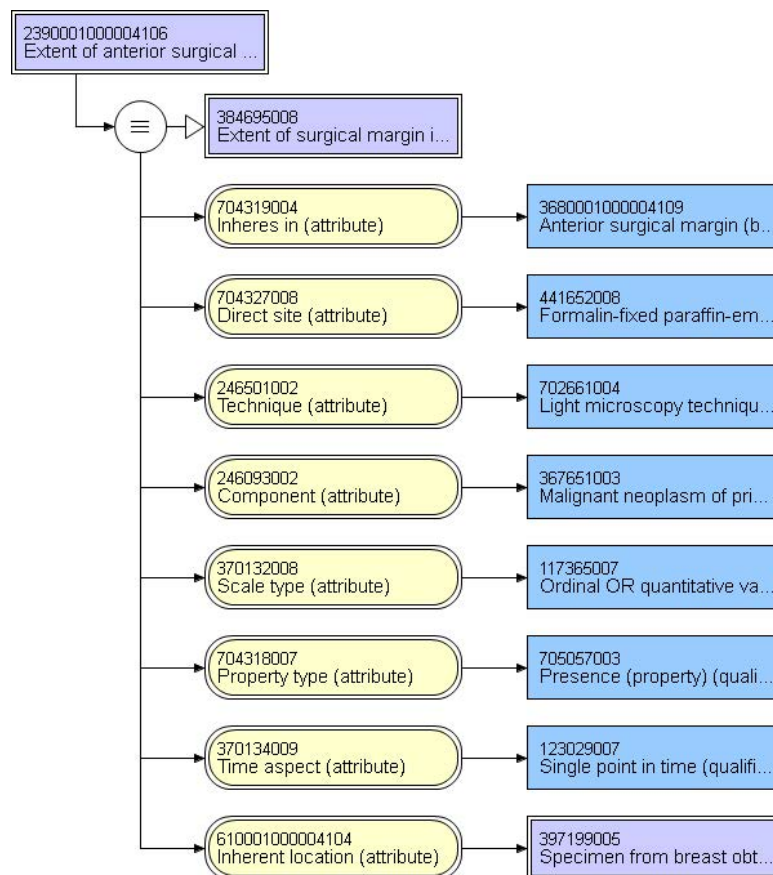 2390001000004106
Extent of anterior surgical ...
≡
384695008
Extent of surgical margin i...
704319004
Inheres in (attribute)
3680001000004109
Anterior surgical margin (b...
704327008
Direct site (attribute)
441652008
Formalin-fixed paraffin-em...
246501002
Technique (attribute)
702661004
Light microscopy techniqu...
246093002
Component (attribute)
367651003
Malignant neoplasm of pri...
370132008
Scale type (attribute)
117365007
Ordinal OR quantitative va...
704318007
Property type (attribute)
705057003
Presence (property) (quali...
370134009
Time aspect (attribute)
123029007
Single point in time (qualifi...
610001000004104
Inherent location (attribute)
397199005
Specimen from breast obt...